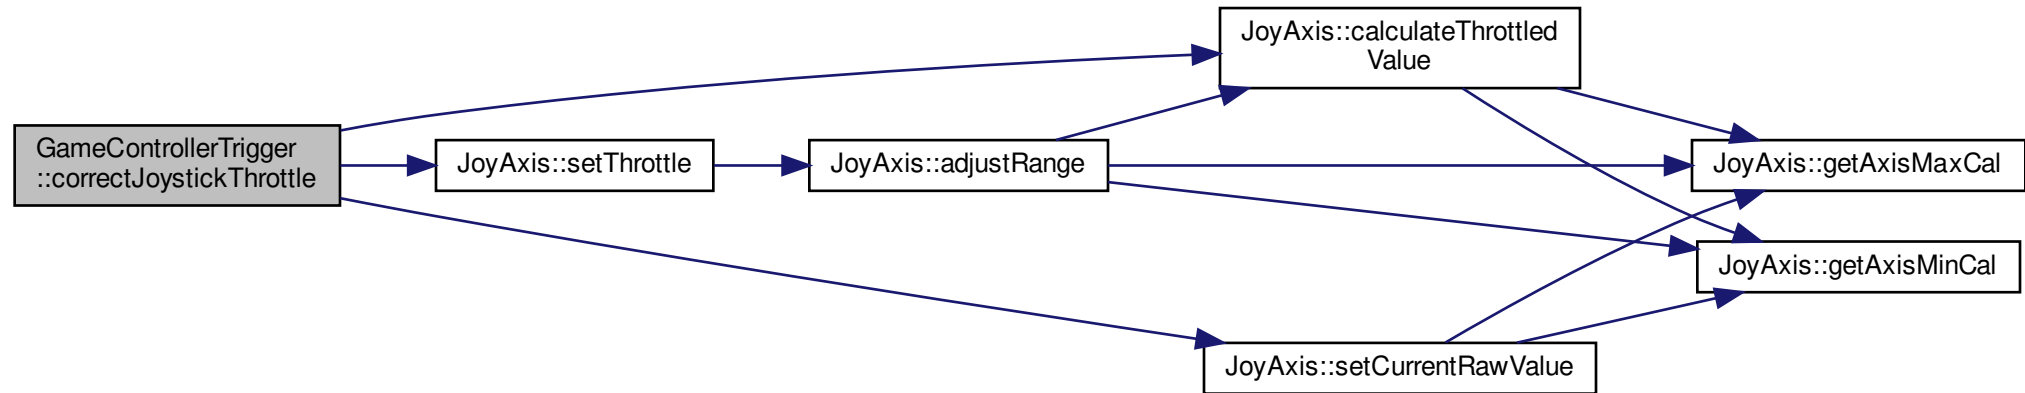 JoyAxis::calculateThrottled
Value
GameControllerTrigger
::correctJoystickThrottle
JoyAxis::setThrottle
JoyAxis::adjustRange
JoyAxis::getAxisMaxCal
JoyAxis::getAxisMinCal
JoyAxis::setCurrentRawValue